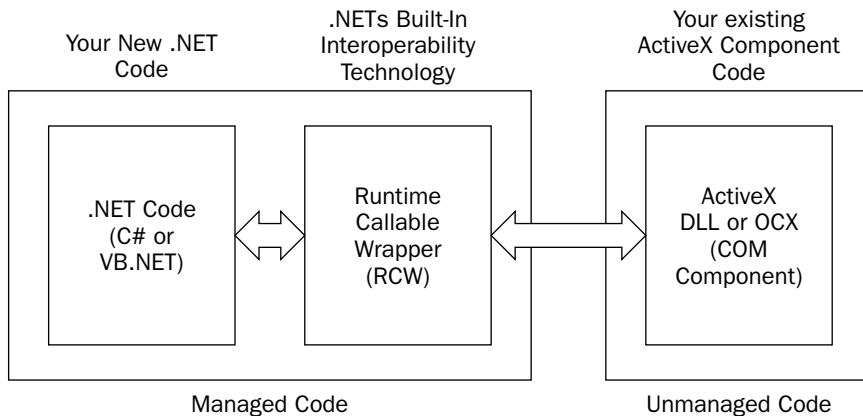 Your New .NET
Code
.NETs Built-In
Interoperability
Technology
Your existing
ActiveX Component
Code
.NET Code
(C# or
VB.NET)
Runtime
Callable
Wrapper
(RCW)
ActiveX
DLL or OCX
(COM
Component)
Managed Code
Unmanaged Code